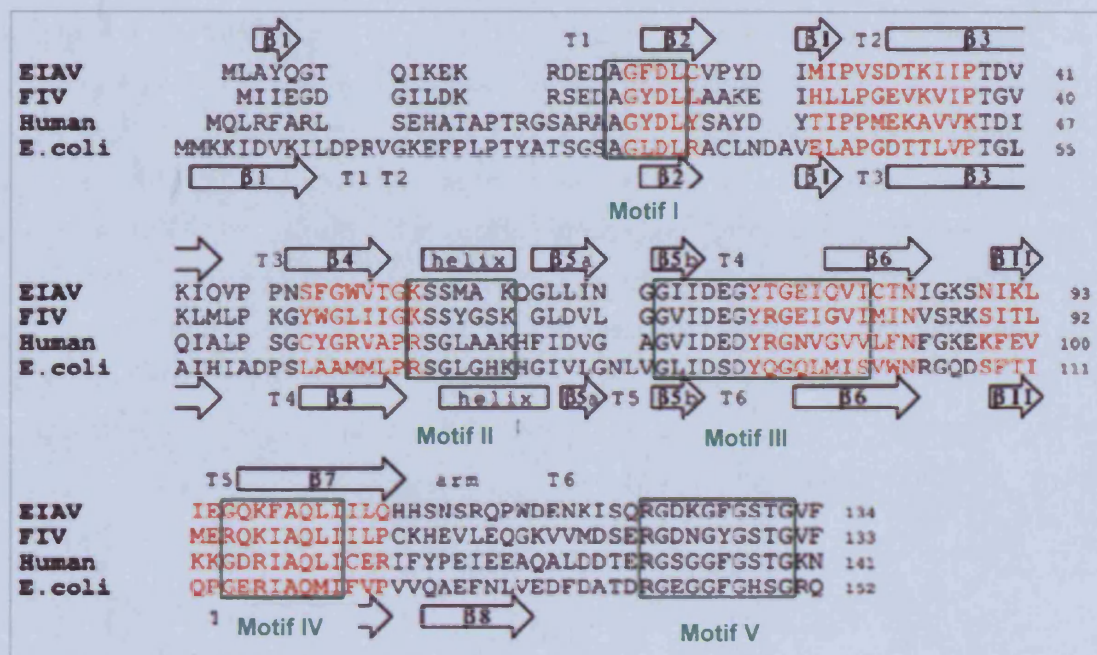 β1 T1 β2 β1 T2 β3
EIAV MLAYQGT QIKEK RDEDAGFDLCVPYD IMIPVSDTKIIPTDV 41
FIV MIIEGD GILDK RSEDAGYDLLAAKE IHLLPGEVKVIPTGV 40
Human MQLRFARL SEHATAPTRGSARAAGYDLYSAYD YTIPPMEKAVVKTDI 47
E.coli MMKKIDVKILDPRVGKEFPLPTYATSGSAGLDLRACLNDAVELAPGDTTLVPTGL 55
β1 T1 T2 β2 β1 T3 β3
Motif I
T3 β4 helix β5a β5b T4 β6 β11
EIAV KIQVP PNSFGWVTGKSSMA KQGLLIN GGIIDEGYTGEIQVICTNIGKSNIKL 93
FIV KLMLP KGYWGLIIGKSSYGSK GLDVL GGVIDEGYRGEIGVIMINVSRKSITL 92
Human QIALP SGCYGRVAPRSGLAAKHFIDVG AGVIDEDYRGNVGVVLFNFGKEKFEV 100
E.coli AIHIADPSLAAMMLPRSGLGHKHGIVLGNLVGLIDSDYQGQLMISVWNRGQDSFTI 111
T4 β4 helix β5a T5 β5b T6 β6 β11
Motif II Motif III
T5 β7 arm T6
EIAV IEGQKFAQLIILQHHSNSRQPWDENKISQRGDKGFGSTGVF 134
FIV MERQKIAQLIILPCKHEVLEQGKVVMDSERGDNGYGSTGVF 133
Human KKGDRIAQLICERIFYPEIEEAQALDDTERGSGGFGSTGKN 141
E.coli QPGERIAQMIFVPVVQAEFNLVEDFDATDRGEGGFGHSGRQ 152
β8
Motif IV Motif V